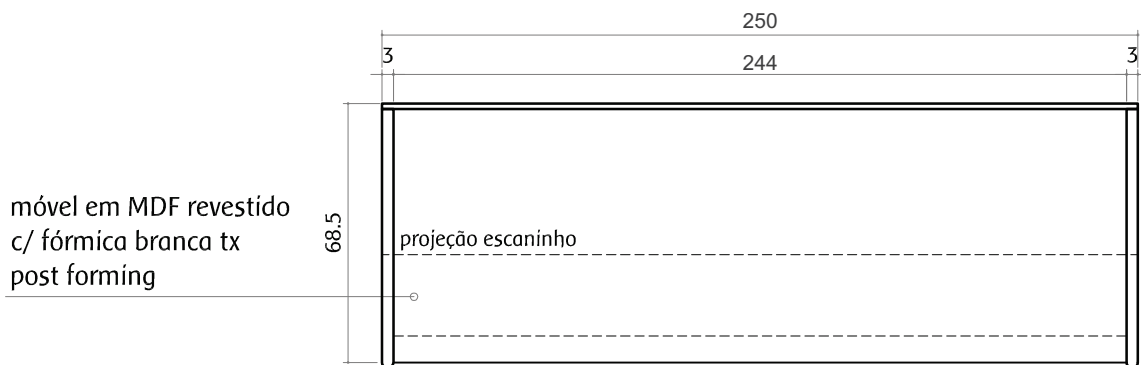 250
3
244
3
móvel em MDF revestido
c/ fórmica branca tx
post forming
68.5
projeção escaninho